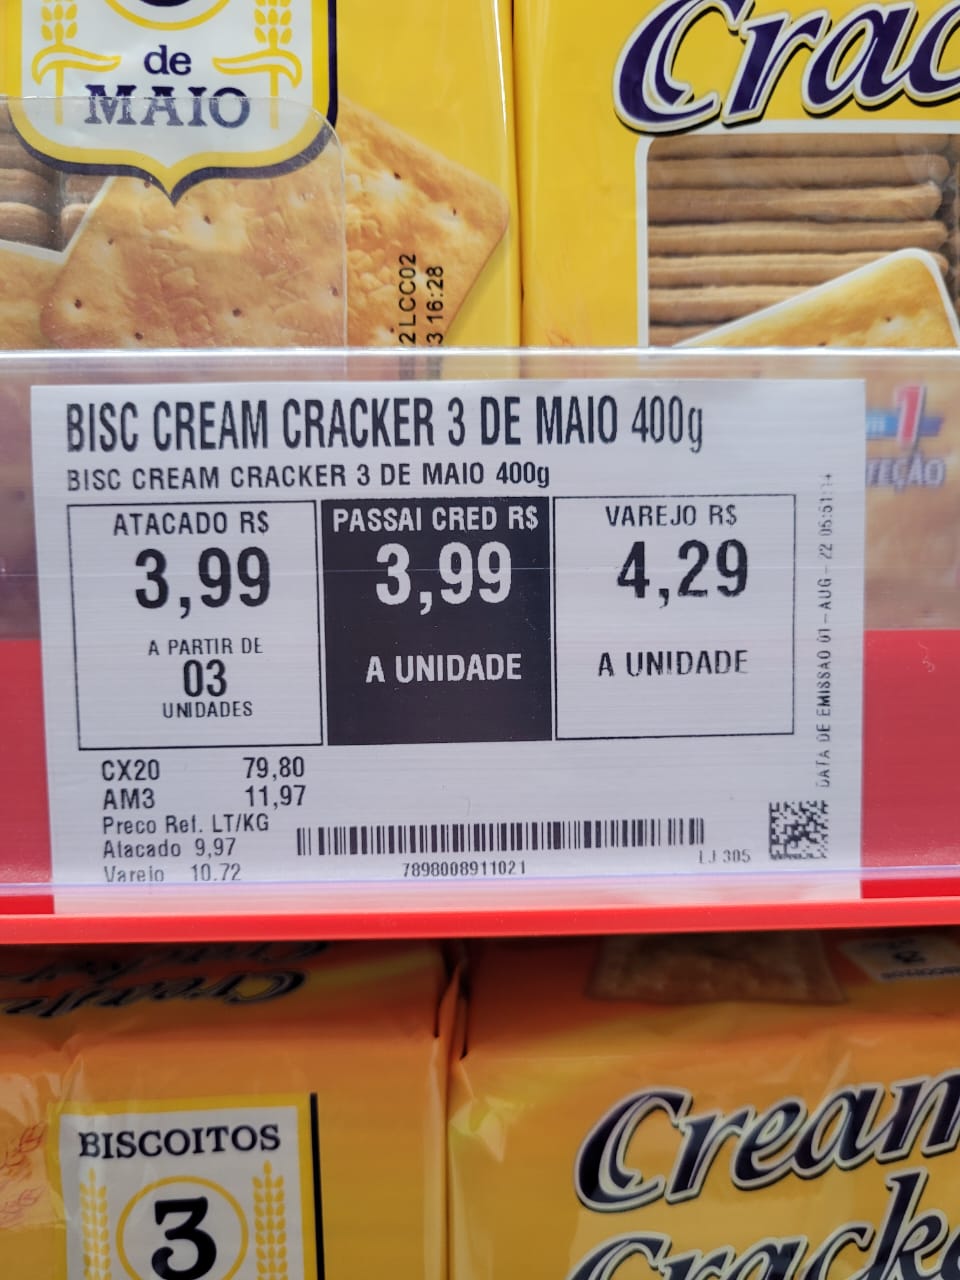 de
MAIO
Crac
2LCC02
3 16:28
BISC CREAM CRACKER 3 DE MAIO 400g
BISC CREAM CRACKER 3 DE MAIO 400g
ATACADO R$
3,99
A PARTIR DE
03
UNIDADES
PASSAI CRED R$
3,99
A UNIDADE
VAREJO R$
4,29
A UNIDADE
DATA DE EMISSAO 01-AUG-22 05:51:14
CX20 79,80
AM3 11,97
Preco Ref. LT/KG
Atacado 9,97
Varejo 10,72
7898008911021
LJ 305
1
TEÇÃO
BISCOITOS
3
Cream
Cracke